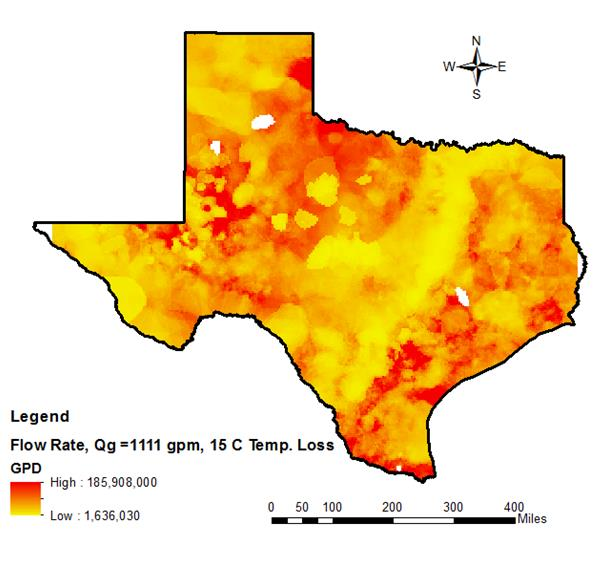 N
W E
S
Legend
Flow Rate, Qg =1111 gpm, 15 C Temp. Loss
GPD
High : 185,908,000
Low : 1,636,030
0 50 100 200 300 400
Miles